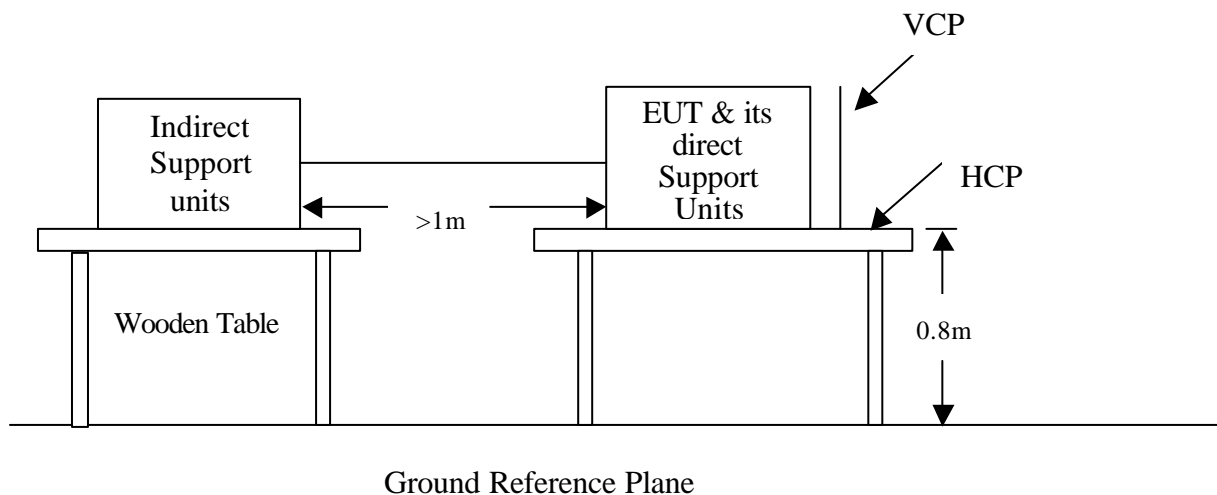 VCP
Indirect
Support
units
EUT & its
direct
Support
Units
HCP
>1m
Wooden Table
0.8m
Ground Reference Plane